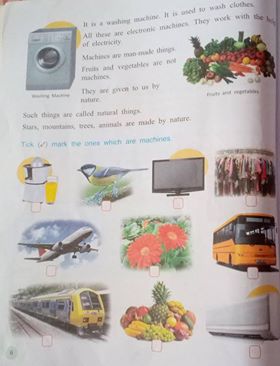 It is a washing machine. It is used to wash clothes.
All these are electronic machines. They work with the help
of electricity.
Machines are man-made things.
Fruits and vegetables are not
machines.
They are given to us by
nature.
Washing Machine
Fruits and vegetables
Such things are called natural things.
Stars, mountains, trees, animals are made by nature.
Tick (✓) mark the ones which are machines.